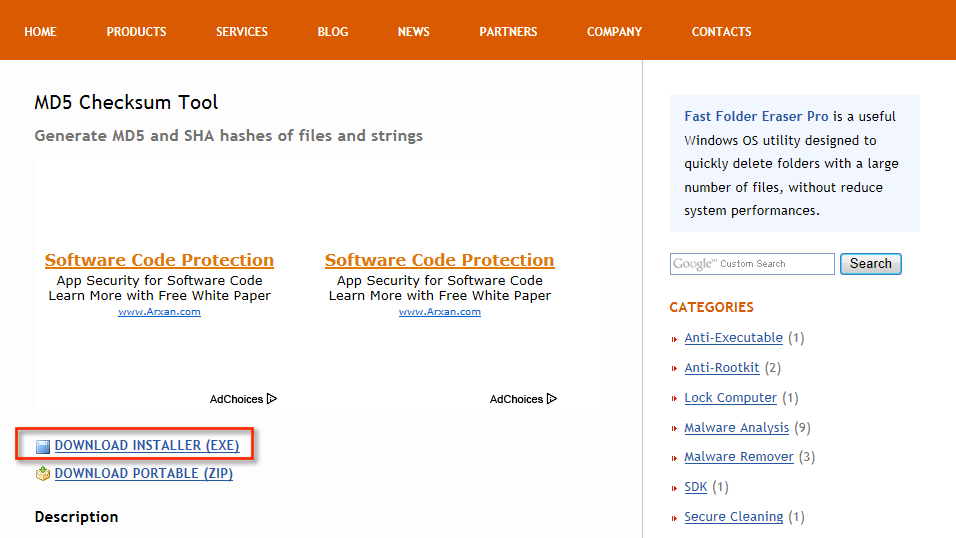 HOME PRODUCTS SERVICES BLOG NEWS PARTNERS COMPANY CONTACTS
MD5 Checksum Tool
Generate MD5 and SHA hashes of files and strings
Software Code Protection
App Security for Software Code
Learn More with Free White Paper
www.Arxan.com
Software Code Protection
App Security for Software Code
Learn More with Free White Paper
www.Arxan.com
AdChoices
AdChoices
DOWNLOAD INSTALLER (EXE)
DOWNLOAD PORTABLE (ZIP)
Description
Fast Folder Eraser Pro is a useful
Windows OS utility designed to
quickly delete folders with a large
number of files, without reduce
system performances.
Google™ Custom Search
Search
CATEGORIES
Anti-Executable (1)
Anti-Rootkit (2)
Lock Computer (1)
Malware Analysis (9)
Malware Remover (3)
SDK (1)
Secure Cleaning (1)